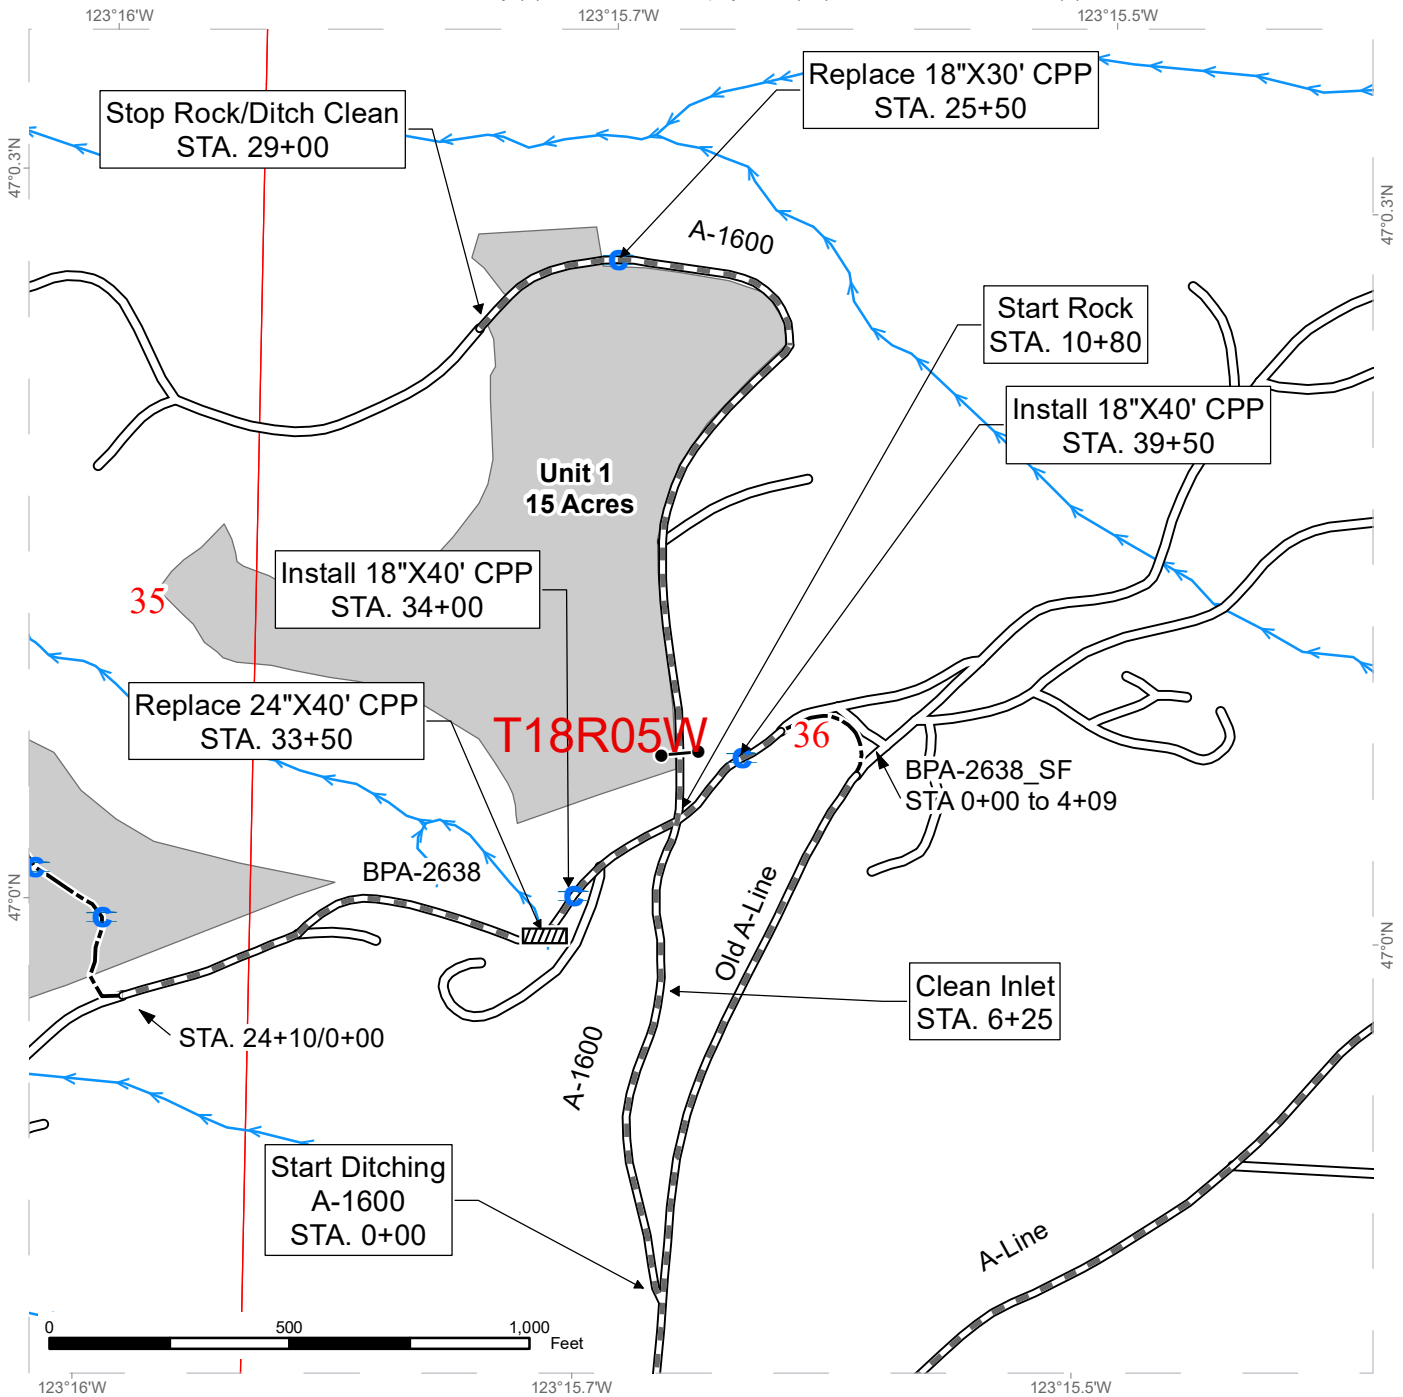 123°16'W
123°15.7'W
123°15.5'W
Replace 18"X30' CPP
STA. 25+50
Stop Rock/Ditch Clean
STA. 29+00
47°0.3'N
47°0.3'N
A-1600
Start Rock
STA. 10+80
Install 18"X40' CPP
STA. 39+50
Unit 1
15 Acres
Install 18"X40' CPP
STA. 34+00
35
Replace 24"X40' CPP
STA. 33+50
T18R05W
36
BPA-2638_SF
STA 0+00 to 4+09
BPA-2638
47°0'N
47°0'N
Old A-Line
Clean Inlet
STA. 6+25
STA. 24+10/0+00
A-1600
Start Ditching
A-1600
STA. 0+00
A-Line
0
500
1,000
Feet
123°16'W
123°15.7'W
123°15.5'W